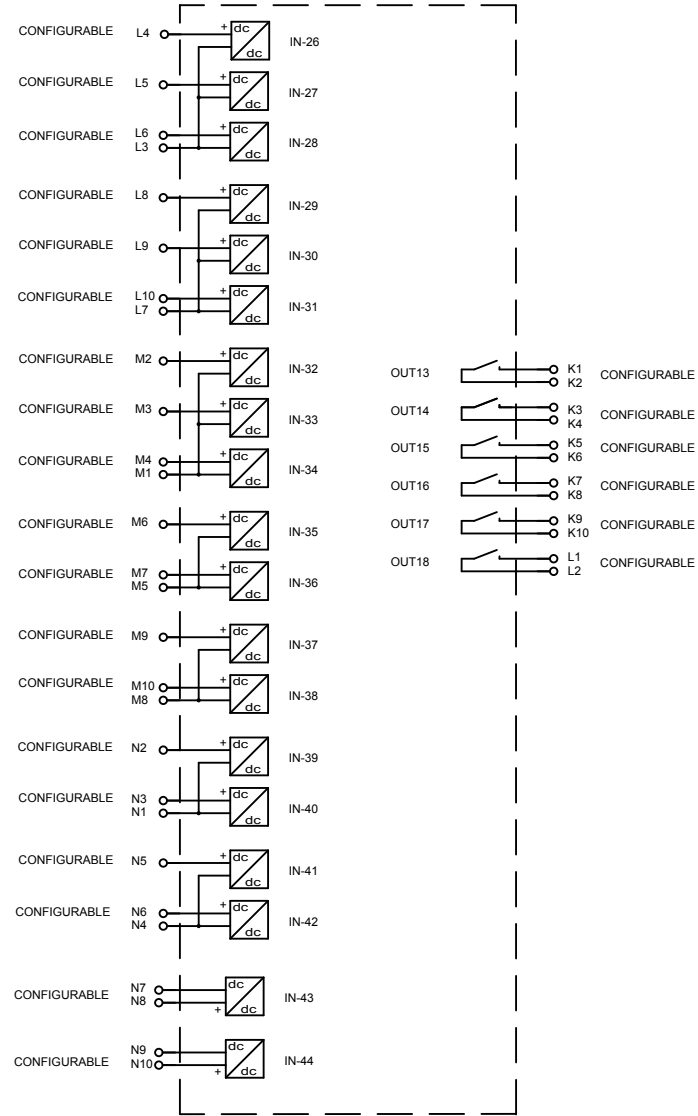 CONFIGURABLE L4 + dc dc IN-26
CONFIGURABLE L5 + dc dc IN-27
CONFIGURABLE L6 L3 + dc dc IN-28
CONFIGURABLE L8 + dc dc IN-29
CONFIGURABLE L9 + dc dc IN-30
CONFIGURABLE L10 L7 + dc dc IN-31
CONFIGURABLE M2 + dc dc IN-32
CONFIGURABLE M3 + dc dc IN-33
CONFIGURABLE M4 M1 + dc dc IN-34
CONFIGURABLE M6 + dc dc IN-35
CONFIGURABLE M7 M5 + dc dc IN-36
CONFIGURABLE M9 + dc dc IN-37
CONFIGURABLE M10 M8 + dc dc IN-38
CONFIGURABLE N2 + dc dc IN-39
CONFIGURABLE N3 N1 + dc dc IN-40
CONFIGURABLE N5 + dc dc IN-41
CONFIGURABLE N6 N4 + dc dc IN-42
CONFIGURABLE N7 N8 dc + dc IN-43
CONFIGURABLE N9 N10 dc + dc IN-44
OUT13 K1 K2 CONFIGURABLE
OUT14 K3 K4 CONFIGURABLE
OUT15 K5 K6 CONFIGURABLE
OUT16 K7 K8 CONFIGURABLE
OUT17 K9 K10 CONFIGURABLE
OUT18 L1 L2 CONFIGURABLE